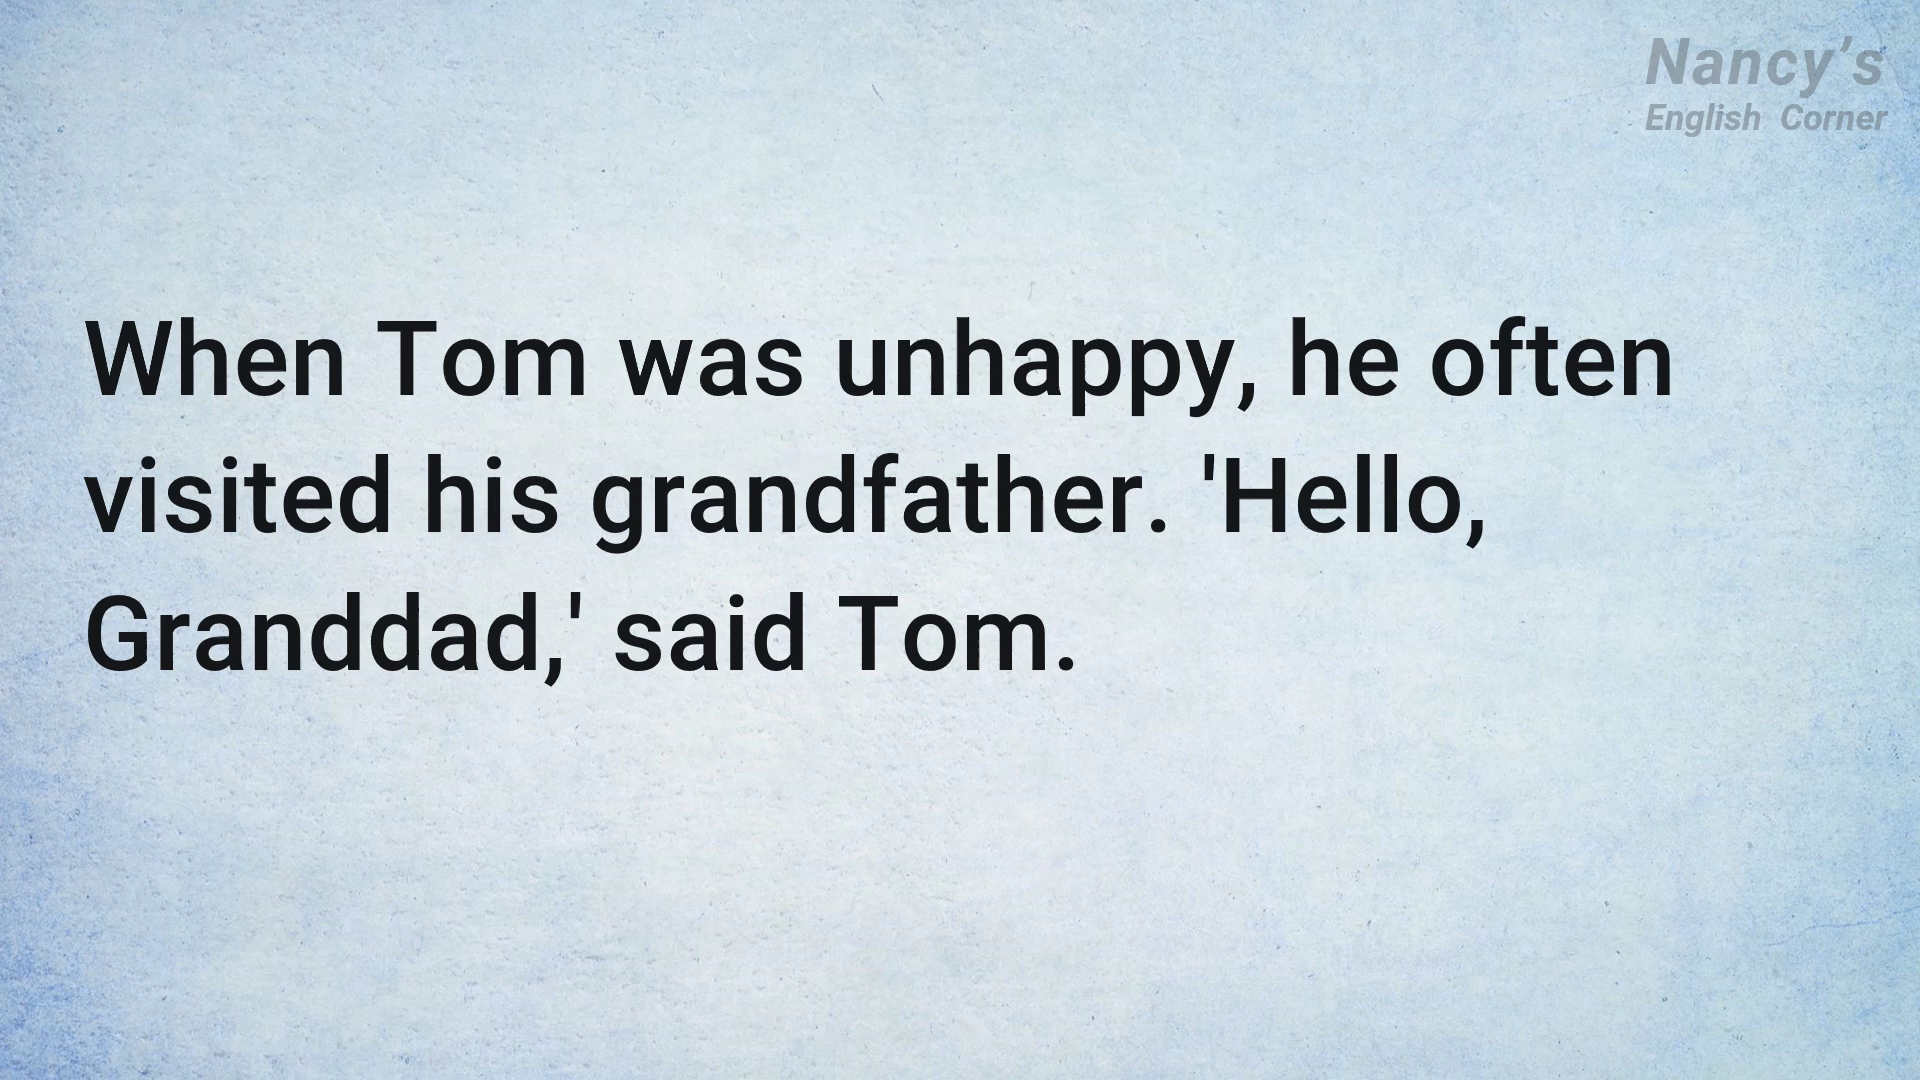 Nancy’s
English Corner
When Tom was unhappy, he often
visited his grandfather. 'Hello,
Granddad,' said Tom.